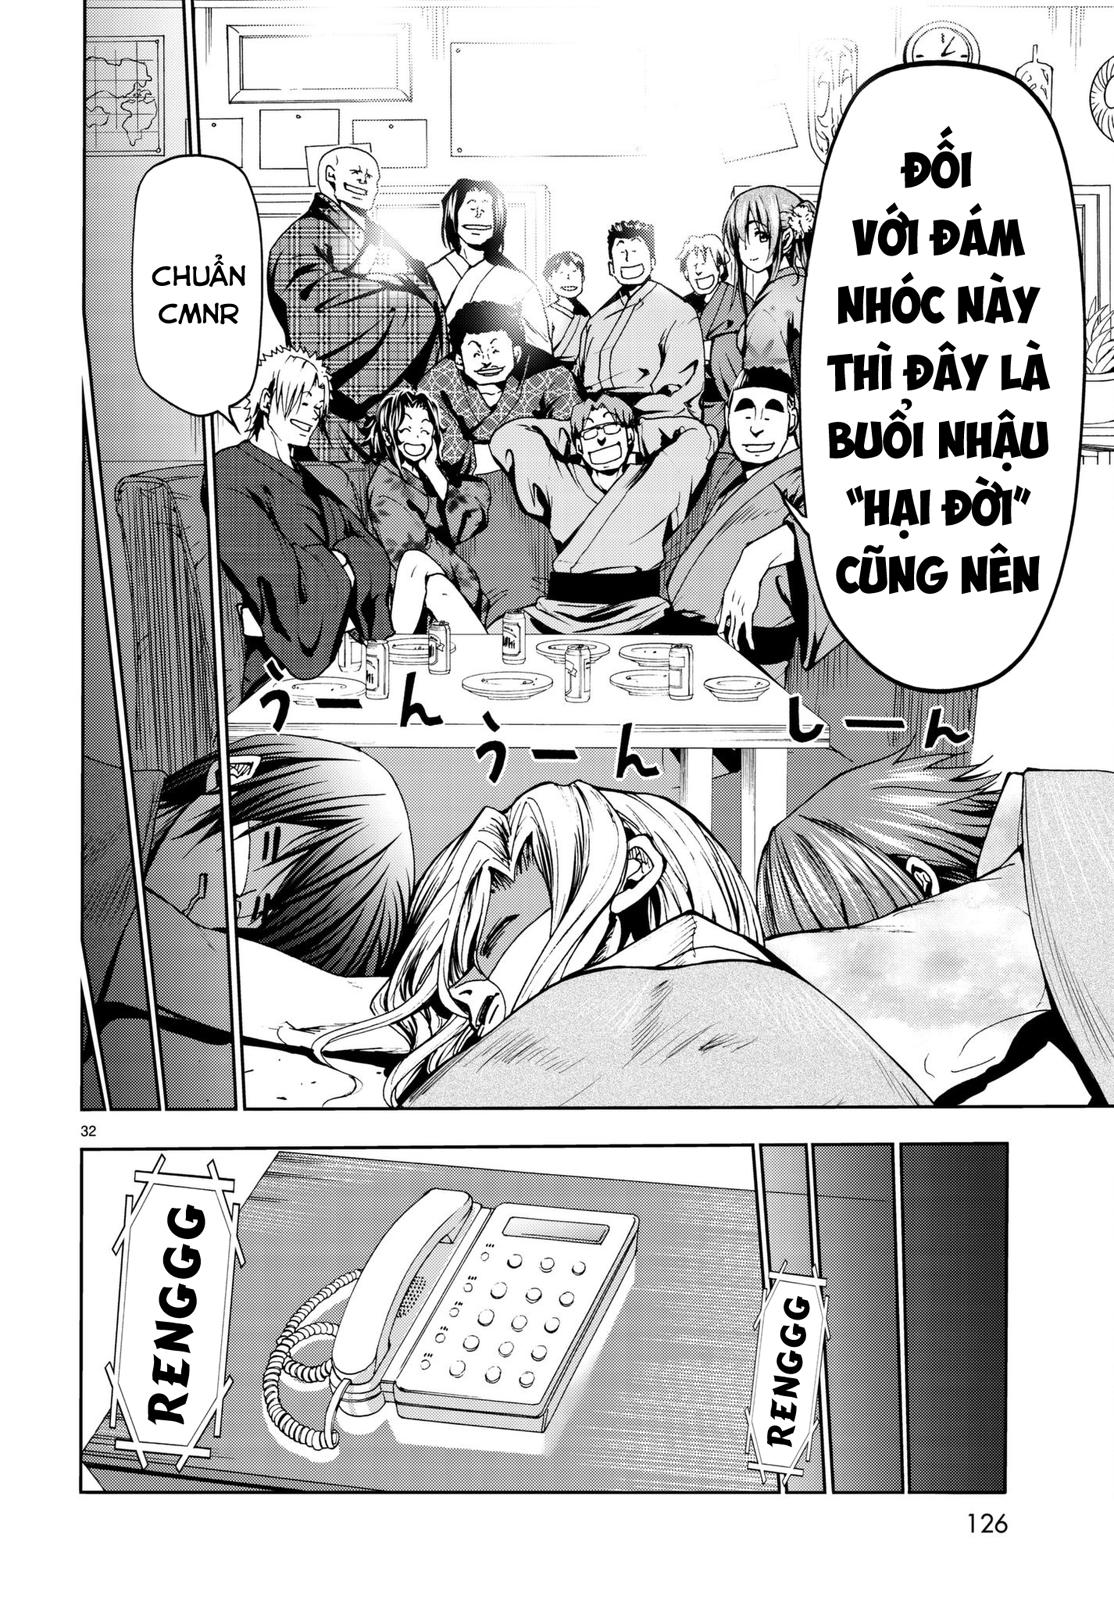 ĐỐI
VỚI ĐÁM
NHÓC NÀY
THÌ ĐÂY LÀ
BUỔI NHẬU
"HẠI ĐỜI"
CŨNG NÊN
CHUẨN
CMNR
うーん
うーん
しーん
32
RENGGG
RENGGG
126